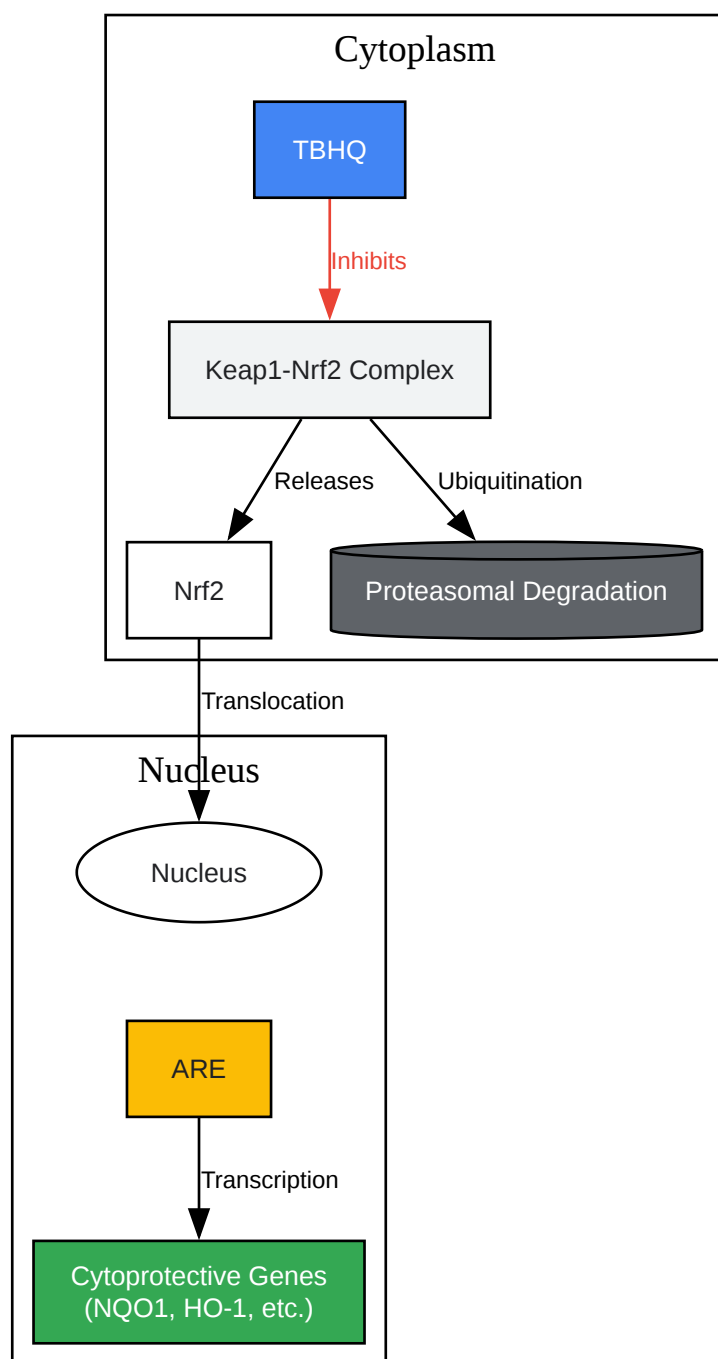 Cytoplasm
TBHQ
Inhibits
Keap1-Nrf2 Complex
Releases
Ubiquitination
Nrf2
Proteasomal Degradation
Translocation
Nucleus
Nucleus
ARE
Transcription
Cytoprotective Genes
(NQO1, HO-1, etc.)